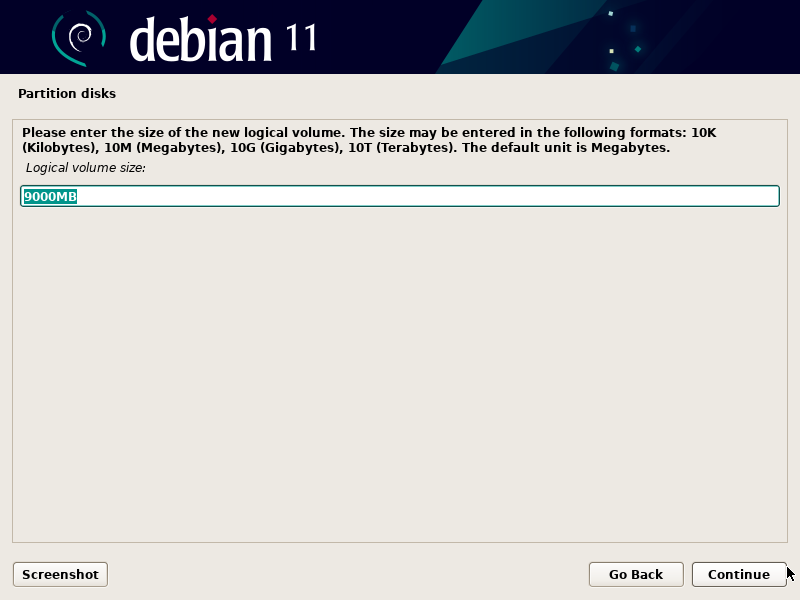 debian 11
Partition disks
Please enter the size of the new logical volume. The size may be entered in the following formats: 10K
(Kilobytes), 10M (Megabytes), 10G (Gigabytes), 10T (Terabytes). The default unit is Megabytes.
Logical volume size:
9000MB
Screenshot
Go Back
Continue